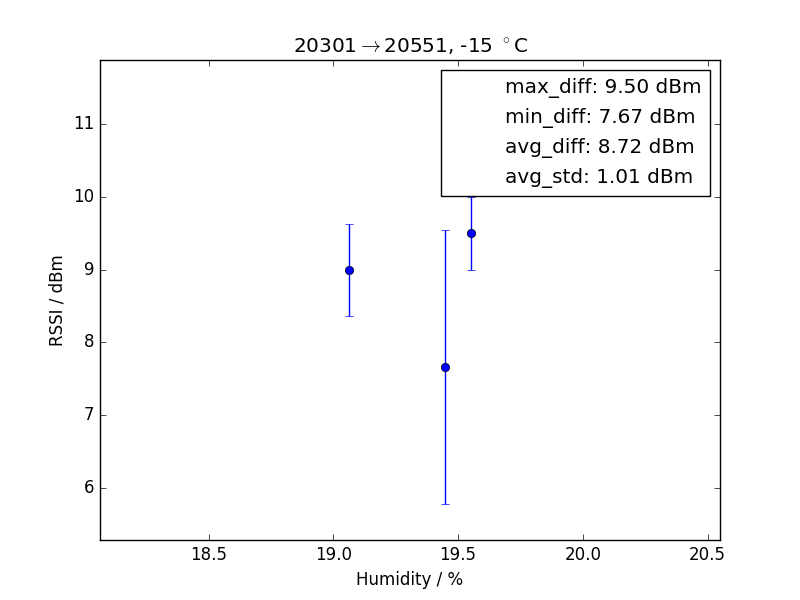 20301→20551, -15 °C
max_diff: 9.50 dBm
min_diff: 7.67 dBm
avg_diff: 8.72 dBm
avg_std: 1.01 dBm
11
10
9
8
7
6
RSSI / dBm
18.5 19.0 19.5 20.0 20.5
Humidity / %